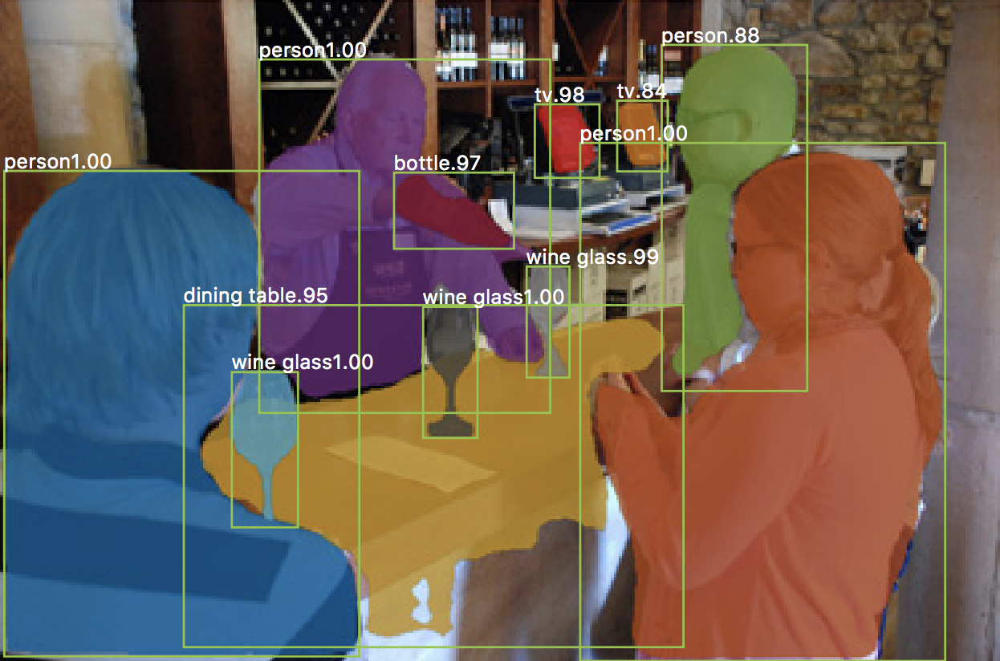 person.88
person1.00
tv.98
tv.84
person1.00
person1.00
bottle.97
wine glass.99
dining table.95
wine glass1.00
wine glass1.00